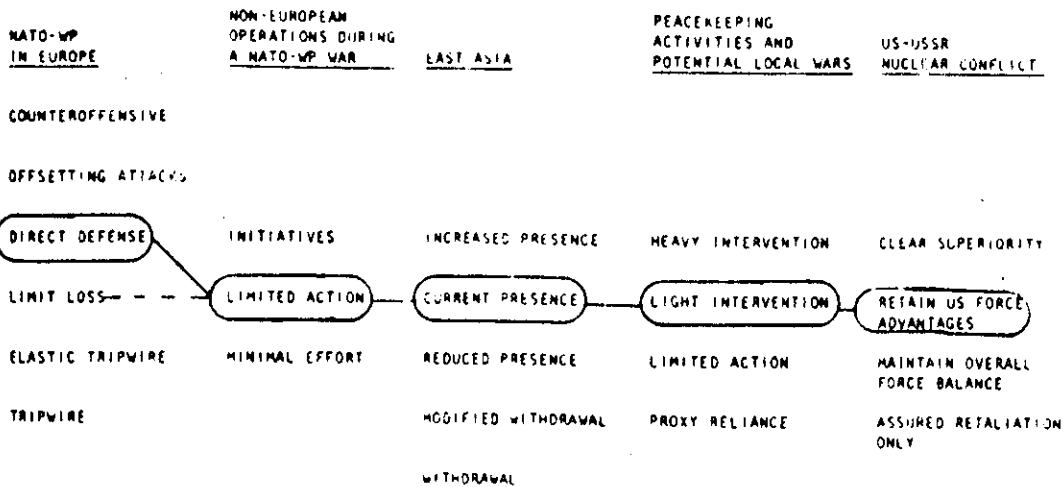 NATO-WP
IN EUROPE
NON-EUROPEAN
OPERATIONS DURING
A NATO-WP WAR
EAST ASIA
PEACEKEEPING
ACTIVITIES AND
POTENTIAL LOCAL WARS
US-USSR
NUCLEAR CONFLICT
COUNTEROFFENSIVE
OFFSETTING ATTACKS
DIRECT DEFENSE
INITIATIVES
INCREASED PRESENCE
HEAVY INTERVENTION
CLEAR SUPERIORITY
LIMIT LOSS
LIMITED ACTION
CURRENT PRESENCE
LIGHT INTERVENTION
RETAIN US FORCE
ADVANTAGES
ELASTIC TRIPWIRE
MINIMAL EFFORT
REDUCED PRESENCE
LIMITED ACTION
MAINTAIN OVERALL
FORCE BALANCE
TRIPWIRE
MODIFIED WITHDRAWAL
PROXY RELIANCE
ASSURED RETALIATION
ONLY
WITHDRAWAL